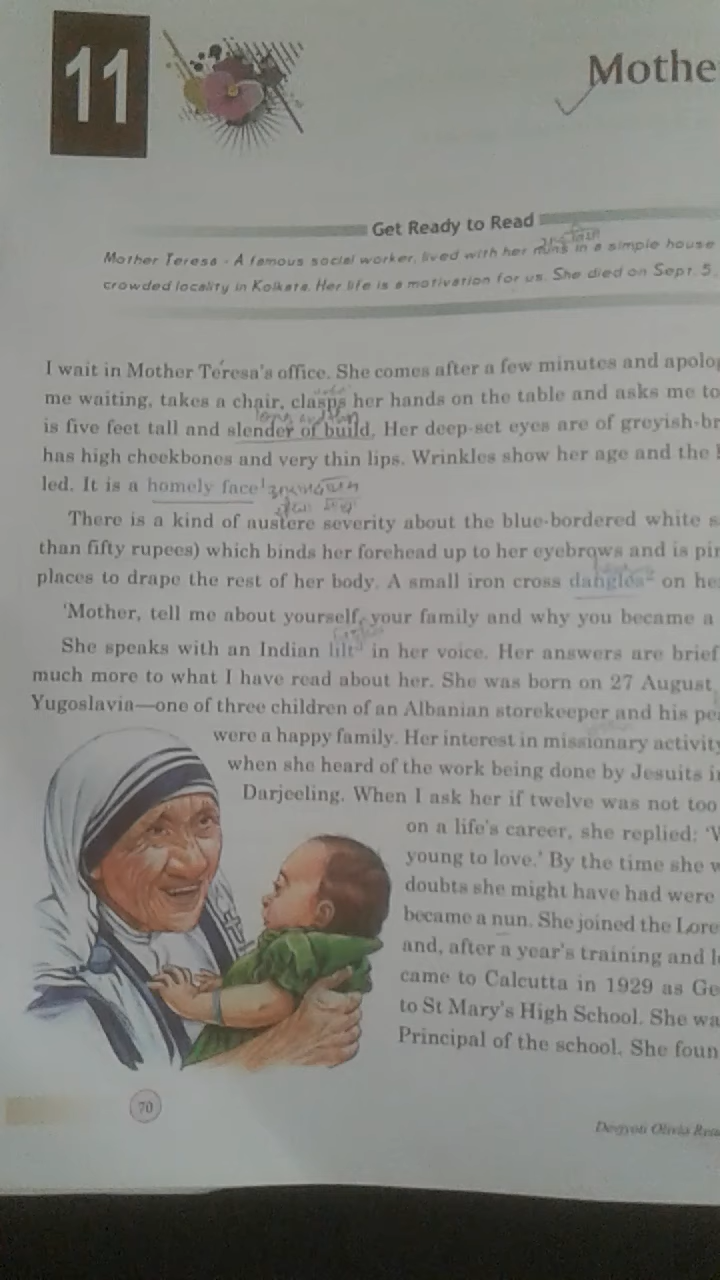 11
Mothe
Get Ready to Read
Mother Teresa - A famous social worker, lived with her nuns in a simple house
crowded locality in Kolkata. Her life is a motivation for us. She died on Sept. 5,
I wait in Mother Teresa's office. She comes after a few minutes and apolog
me waiting, takes a chair, clasps her hands on the table and asks me to
is five feet tall and slender of build. Her deep-set eyes are of greyish-br
has high cheekbones and very thin lips. Wrinkles show her age and the
led. It is a homely face¹
There is a kind of austere severity about the blue-bordered white s
than fifty rupees) which binds her forehead up to her eyebrows and is pin
places to drape the rest of her body. A small iron cross dangles² on he
'Mother, tell me about yourself, your family and why you became a
She speaks with an Indian lilt³ in her voice. Her answers are brief
much more to what I have read about her. She was born on 27 August,
Yugoslavia—one of three children of an Albanian storekeeper and his pe
were a happy family. Her interest in missionary activity
when she heard of the work being done by Jesuits i
Darjeeling. When I ask her if twelve was not too
on a life's career, she replied: 'W
young to love.' By the time she w
doubts she might have had were
became a nun. She joined the Lore
and, after a year's training and l
came to Calcutta in 1929 as Ge
to St Mary's High School. She wa
Principal of the school. She foun
70
Olivia Rea